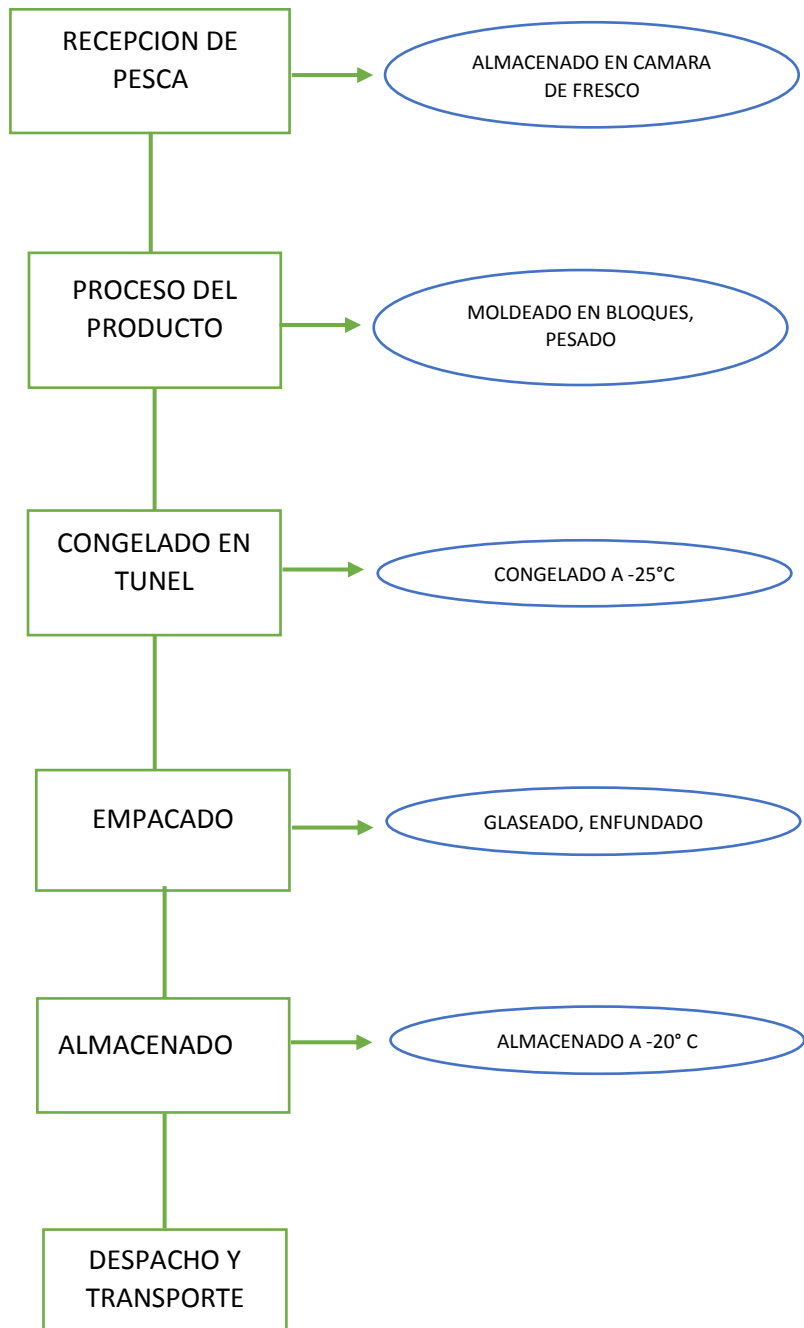 RECEPCION DE
PESCA
ALMACENADO EN CAMARA
DE FRESCO
PROCESO DEL
PRODUCTO
MOLDEADO EN BLOQUES,
PESADO
CONGELADO EN
TUNEL
CONGELADO A -25°C
EMPACADO
GLASEADO, ENFUNDADO
ALMACENADO
ALMACENADO A -20° C
DESPACHO Y
TRANSPORTE